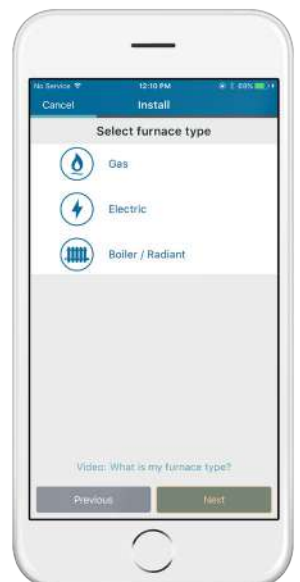 No Service 12:10 PM 69%
Cancel Install
Select furnace type
Gas
Electric
Boiler / Radiant
Video: What is my furnace type?
Previous Next